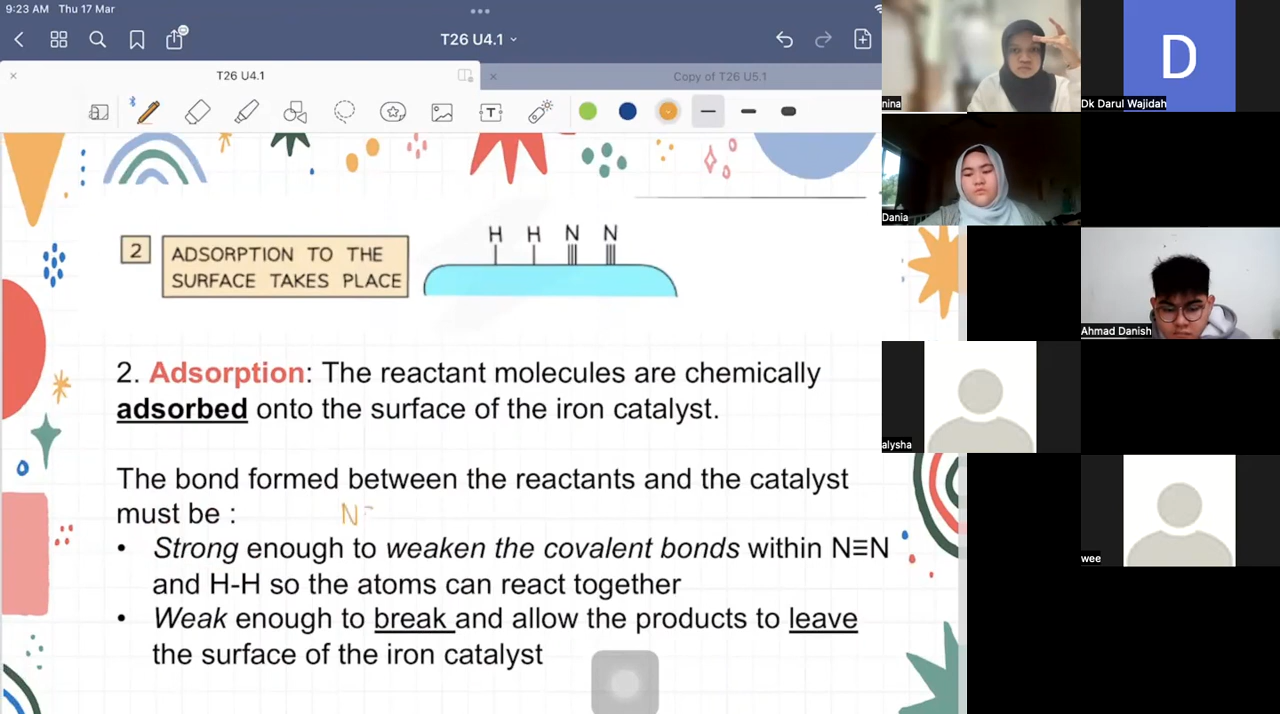 9:23 AM Thu 17 Mar
T26 U4.1
T26 U4.1
Copy of T26 U5.1
T
H H N N
2 ADSORPTION TO THE
SURFACE TAKES PLACE
2. Adsorption: The reactant molecules are chemically
adsorbed onto the surface of the iron catalyst.
The bond formed between the reactants and the catalyst
must be :
N
• Strong enough to weaken the covalent bonds within N≡N
and H-H so the atoms can react together
• Weak enough to break and allow the products to leave
the surface of the iron catalyst
nina
D
Dk Darul Wajidah
Dania
Ahmad Danish
alysha
wee